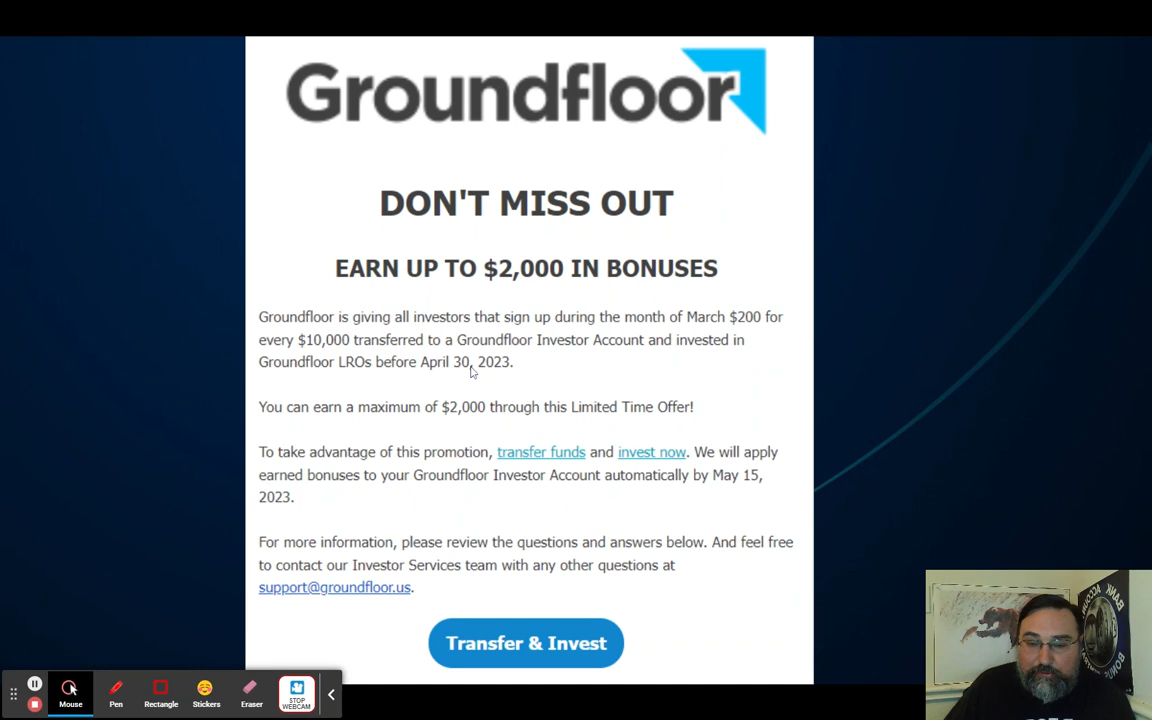 Groundfloor
DON'T MISS OUT
EARN UP TO $2,000 IN BONUSES
Groundfloor is giving all investors that sign up during the month of March $200 for
every $10,000 transferred to a Groundfloor Investor Account and invested in
Groundfloor LROs before April 30, 2023.
You can earn a maximum of $2,000 through this Limited Time Offer!
To take advantage of this promotion, transfer funds and invest now. We will apply
earned bonuses to your Groundfloor Investor Account automatically by May 15,
2023.
For more information, please review the questions and answers below. And feel free
to contact our Investor Services team with any other questions at
support@groundfloor.us.
Transfer & Invest
Mouse
Pen
Rectangle
Stickers
Eraser
STOP
WEBCAM
BANK ACCOUNT